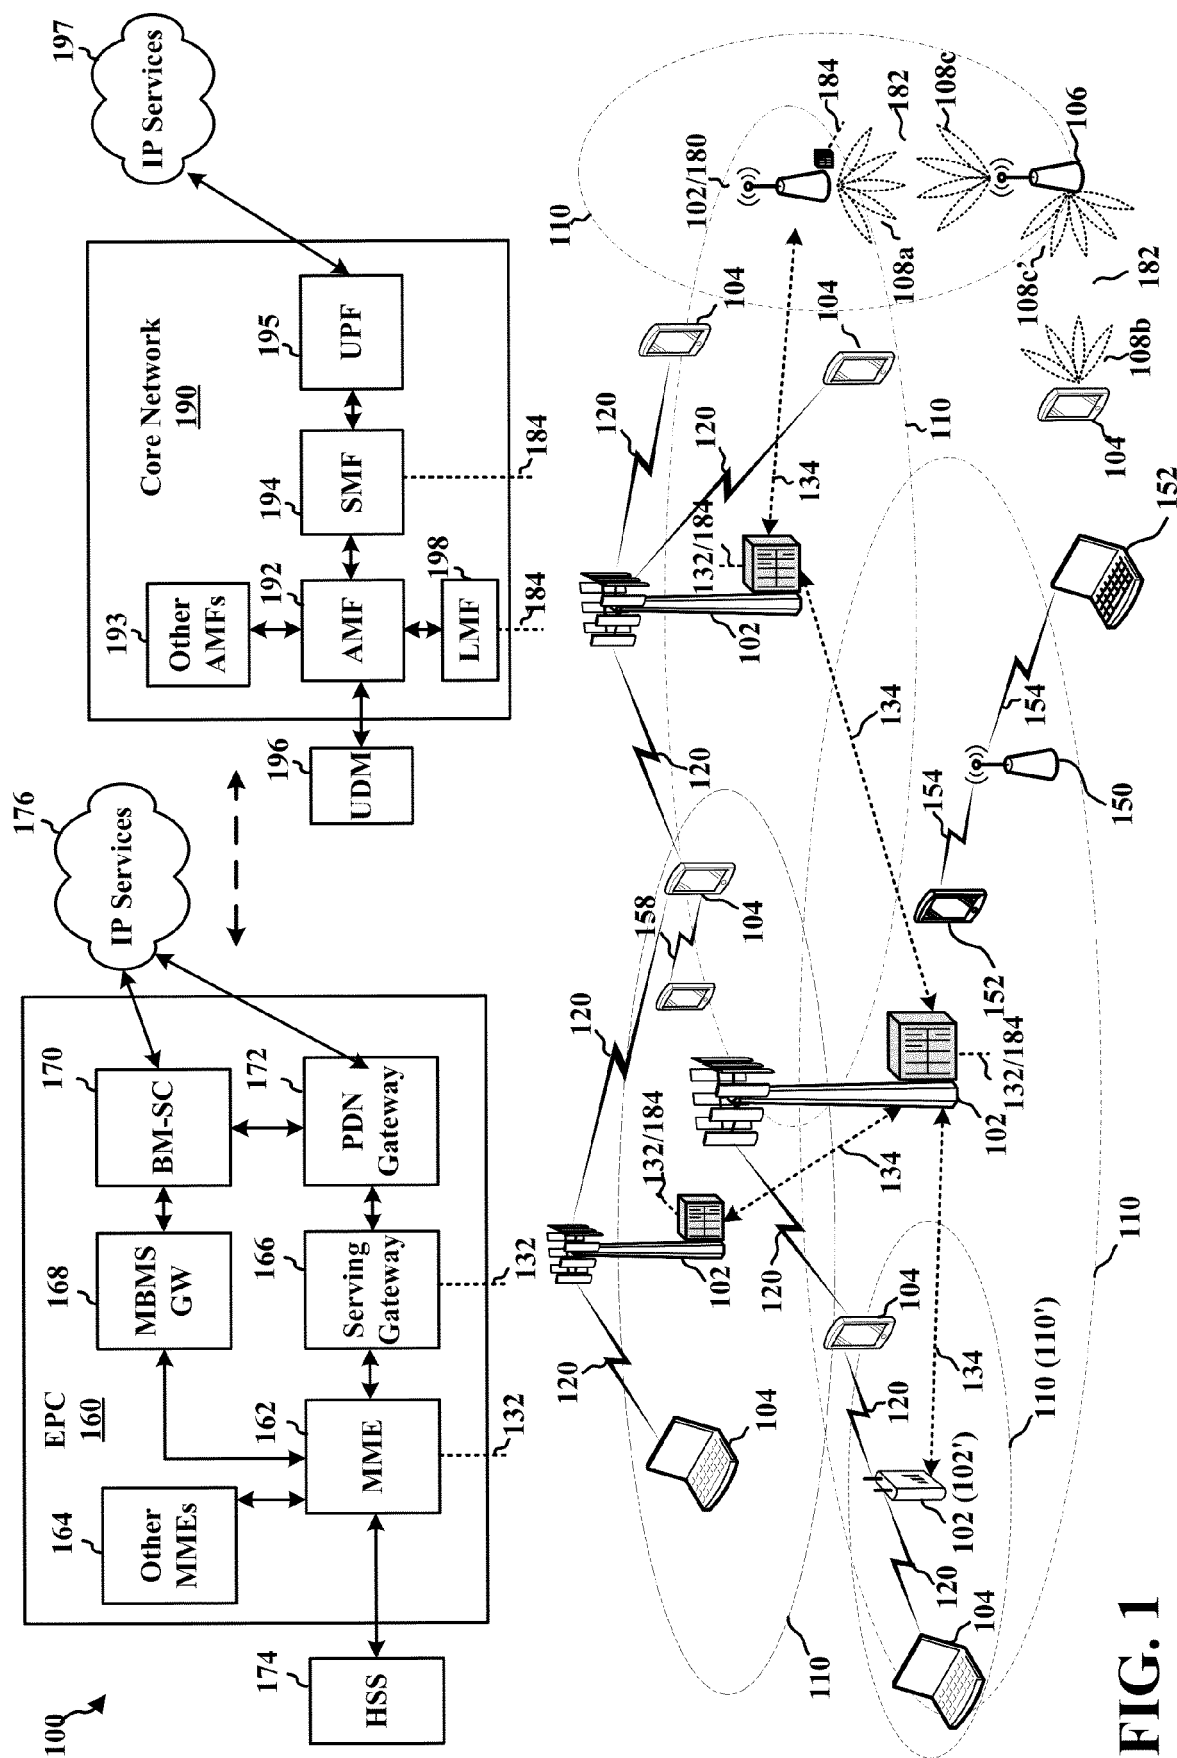 100
HSS
174
EPC
160
Other
MMEs
164
MME
162
MBMS
GW
168
Serving
Gateway
166
BM-SC
170
PDN
Gateway
172
IP Services
176
132
132
Core Network
190
UDM
196
Other
AMFs
193
AMF
192
LMF
198
SMF
194
UPF
195
IP Services
197
184
184
120
120
158
120
120
120
104
102
132/184
104
102
132/184
102/180
184
104
104
110
110
120
104
134
134
134
108a
182
108c
106
120
102 (102')
134
102
132/184
152
154
154
150
152
110
104
108b
108c'
182
120
104
110 (110')
110
FIG. 1